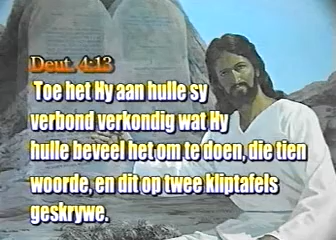 Deut. 4:13
Toe het Hy aan hulle sy
verbond verkondig wat Hy
hulle beveel het om te doen, die tien
woorde, en dit op twee kliptafels
geskrywe.